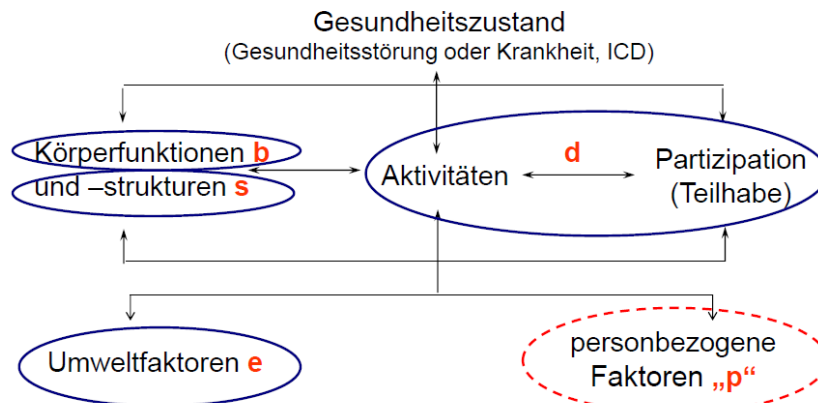 Gesundheitszustand
(Gesundheitsstörung oder Krankheit, ICD)
Körperfunktionen b
und –strukturen s
Aktivitäten
d
Partizipation
(Teilhabe)
Umweltfaktoren e
personbezogene
Faktoren „p“